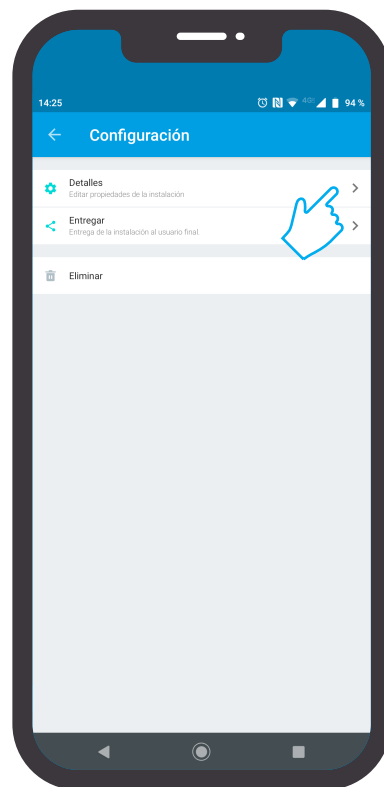 14:25 4G 94 %
Configuración
Detalles
Editar propiedades de la instalación
Entregar
Entrega de la instalación al usuario final.
Eliminar